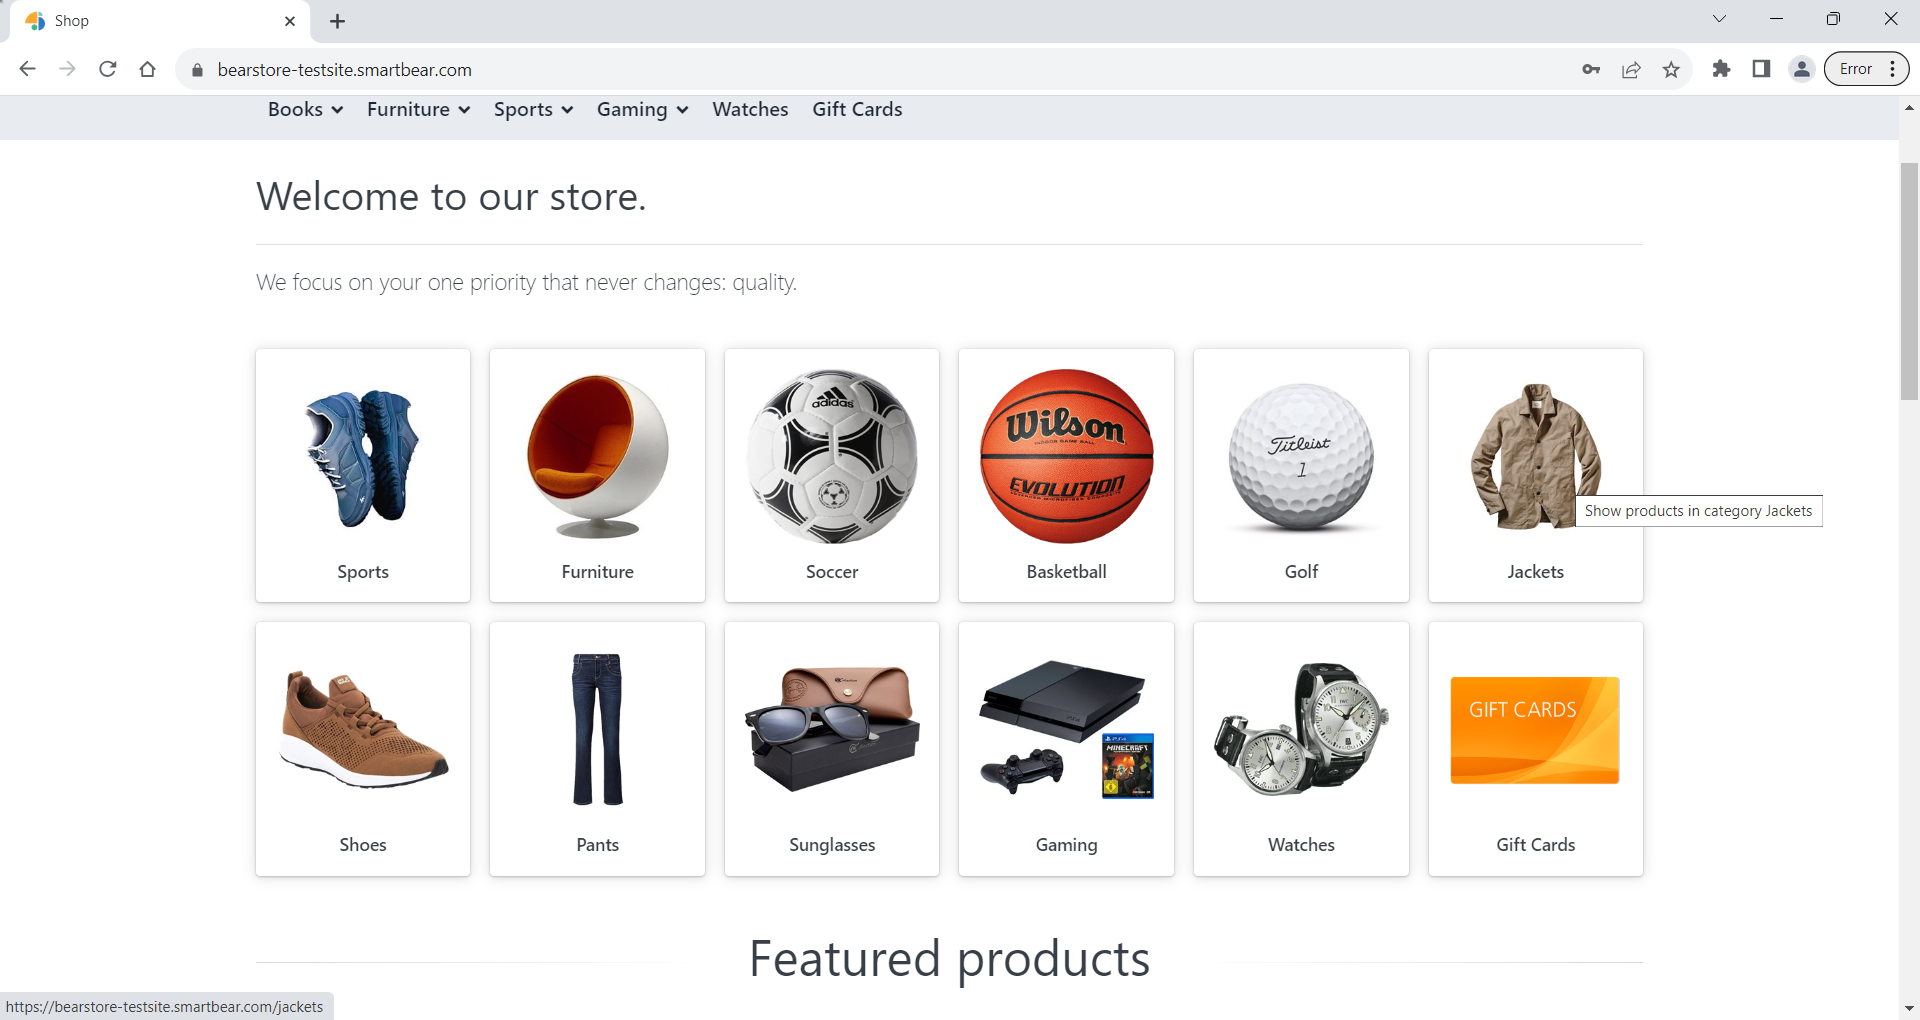 Shop
bearstore-testsite.smartbear.com
Error
Books
Furniture
Sports
Gaming
Watches
Gift Cards
Welcome to our store.
We focus on your one priority that never changes: quality.
adidas
Wilson
EVOLUTION
Titleist
1
Show products in category Jackets
Sports
Furniture
Soccer
Basketball
Golf
Jackets
PS4
MINECRAFT
GIFT CARDS
Shoes
Pants
Sunglasses
Gaming
Watches
Gift Cards
Featured products
https://bearstore-testsite.smartbear.com/jackets